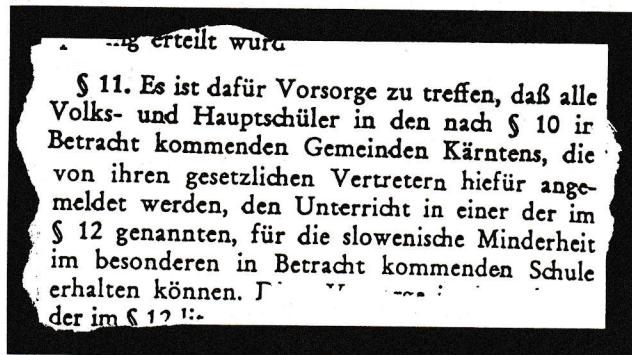 erteilt
§ 11. Es ist dafür Vorsorge zu treffen, daß alle
Volks- und Hauptschüler in den nach § 10 in
Betracht kommenden Gemeinden Kärntens, die
von ihren gesetzlichen Vertretern hiefür ange-
meldet werden, den Unterricht in einer der im
§ 12 genannten, für die slowenische Minderheit
im besonderen in Betracht kommenden Schule
erhalten können.
der im § 12